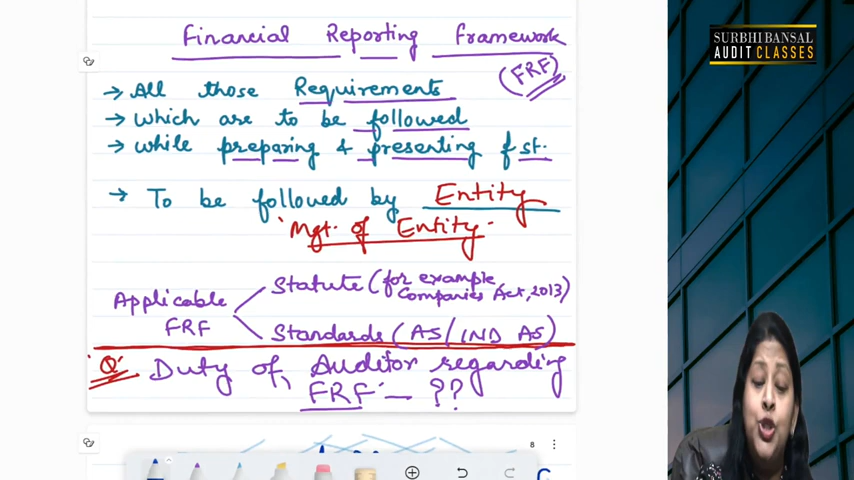 Financial Reporting Framework
(FRF)
→ All those Requirements
→ which are to be followed
→ while preparing & presenting f st.
→ To be followed by Entity
'Mgt. of Entity'
Applicable FRF
Statute (for example Companies Act, 2013)
Standards (AS/IND AS)
'Q' Duty of Auditor regarding
FRF - ??
8
SURBHI BANSAL
AUDIT CLASSES